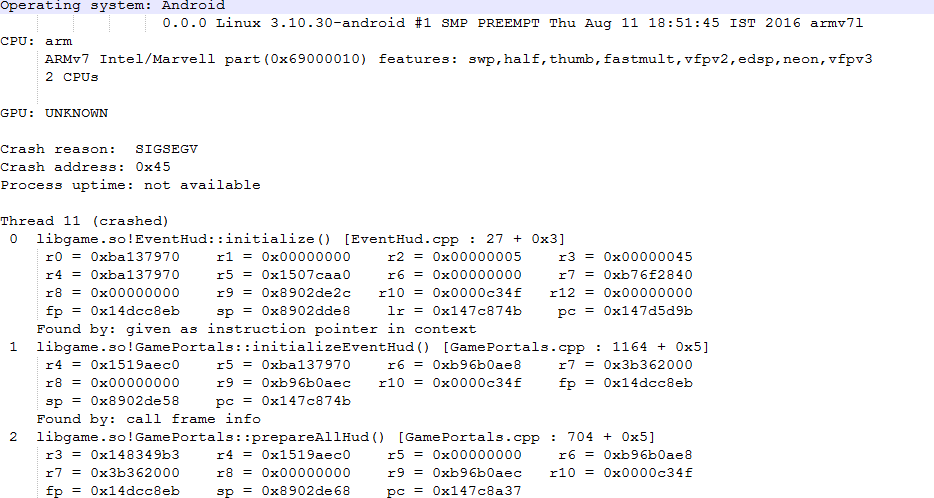 Operating system: Android
0.0.0 Linux 3.10.30-android #1 SMP PREEMPT Thu Aug 11 18:51:45 IST 2016 armv7l
CPU: arm
ARMv7 Intel/Marvell part(0x69000010) features: swp,half,thumb,fastmult,vfpv2,edsp,neon,vfpv3
2 CPUs
GPU: UNKNOWN
Crash reason:  SIGSEGV
Crash address: 0x45
Process uptime: not available
Thread 11 (crashed)
0  libgame.so!EventHud::initialize() [EventHud.cpp : 27 + 0x3]
r0 = 0xba137970    r1 = 0x00000000    r2 = 0x00000005    r3 = 0x00000045
r4 = 0xba137970    r5 = 0x1507caa0    r6 = 0x00000000    r7 = 0xb76f2840
r8 = 0x00000000    r9 = 0x8902de2c   r10 = 0x0000c34f   r12 = 0x00000000
fp = 0x14dcc8eb    sp = 0x8902dde8    lr = 0x147c874b    pc = 0x147d5d9b
Found by: given as instruction pointer in context
1  libgame.so!GamePortals::initializeEventHud() [GamePortals.cpp : 1164 + 0x5]
r4 = 0x1519aec0    r5 = 0xba137970    r6 = 0xb96b0ae8    r7 = 0x3b362000
r8 = 0x00000000    r9 = 0xb96b0aec   r10 = 0x0000c34f    fp = 0x14dcc8eb
sp = 0x8902de58    pc = 0x147c874b
Found by: call frame info
2  libgame.so!GamePortals::prepareAllHud() [GamePortals.cpp : 704 + 0x5]
r3 = 0x148349b3    r4 = 0x1519aec0    r5 = 0x00000000    r6 = 0xb96b0ae8
r7 = 0x3b362000    r8 = 0x00000000    r9 = 0xb96b0aec   r10 = 0x0000c34f
fp = 0x14dcc8eb    sp = 0x8902de68    pc = 0x147c8a37